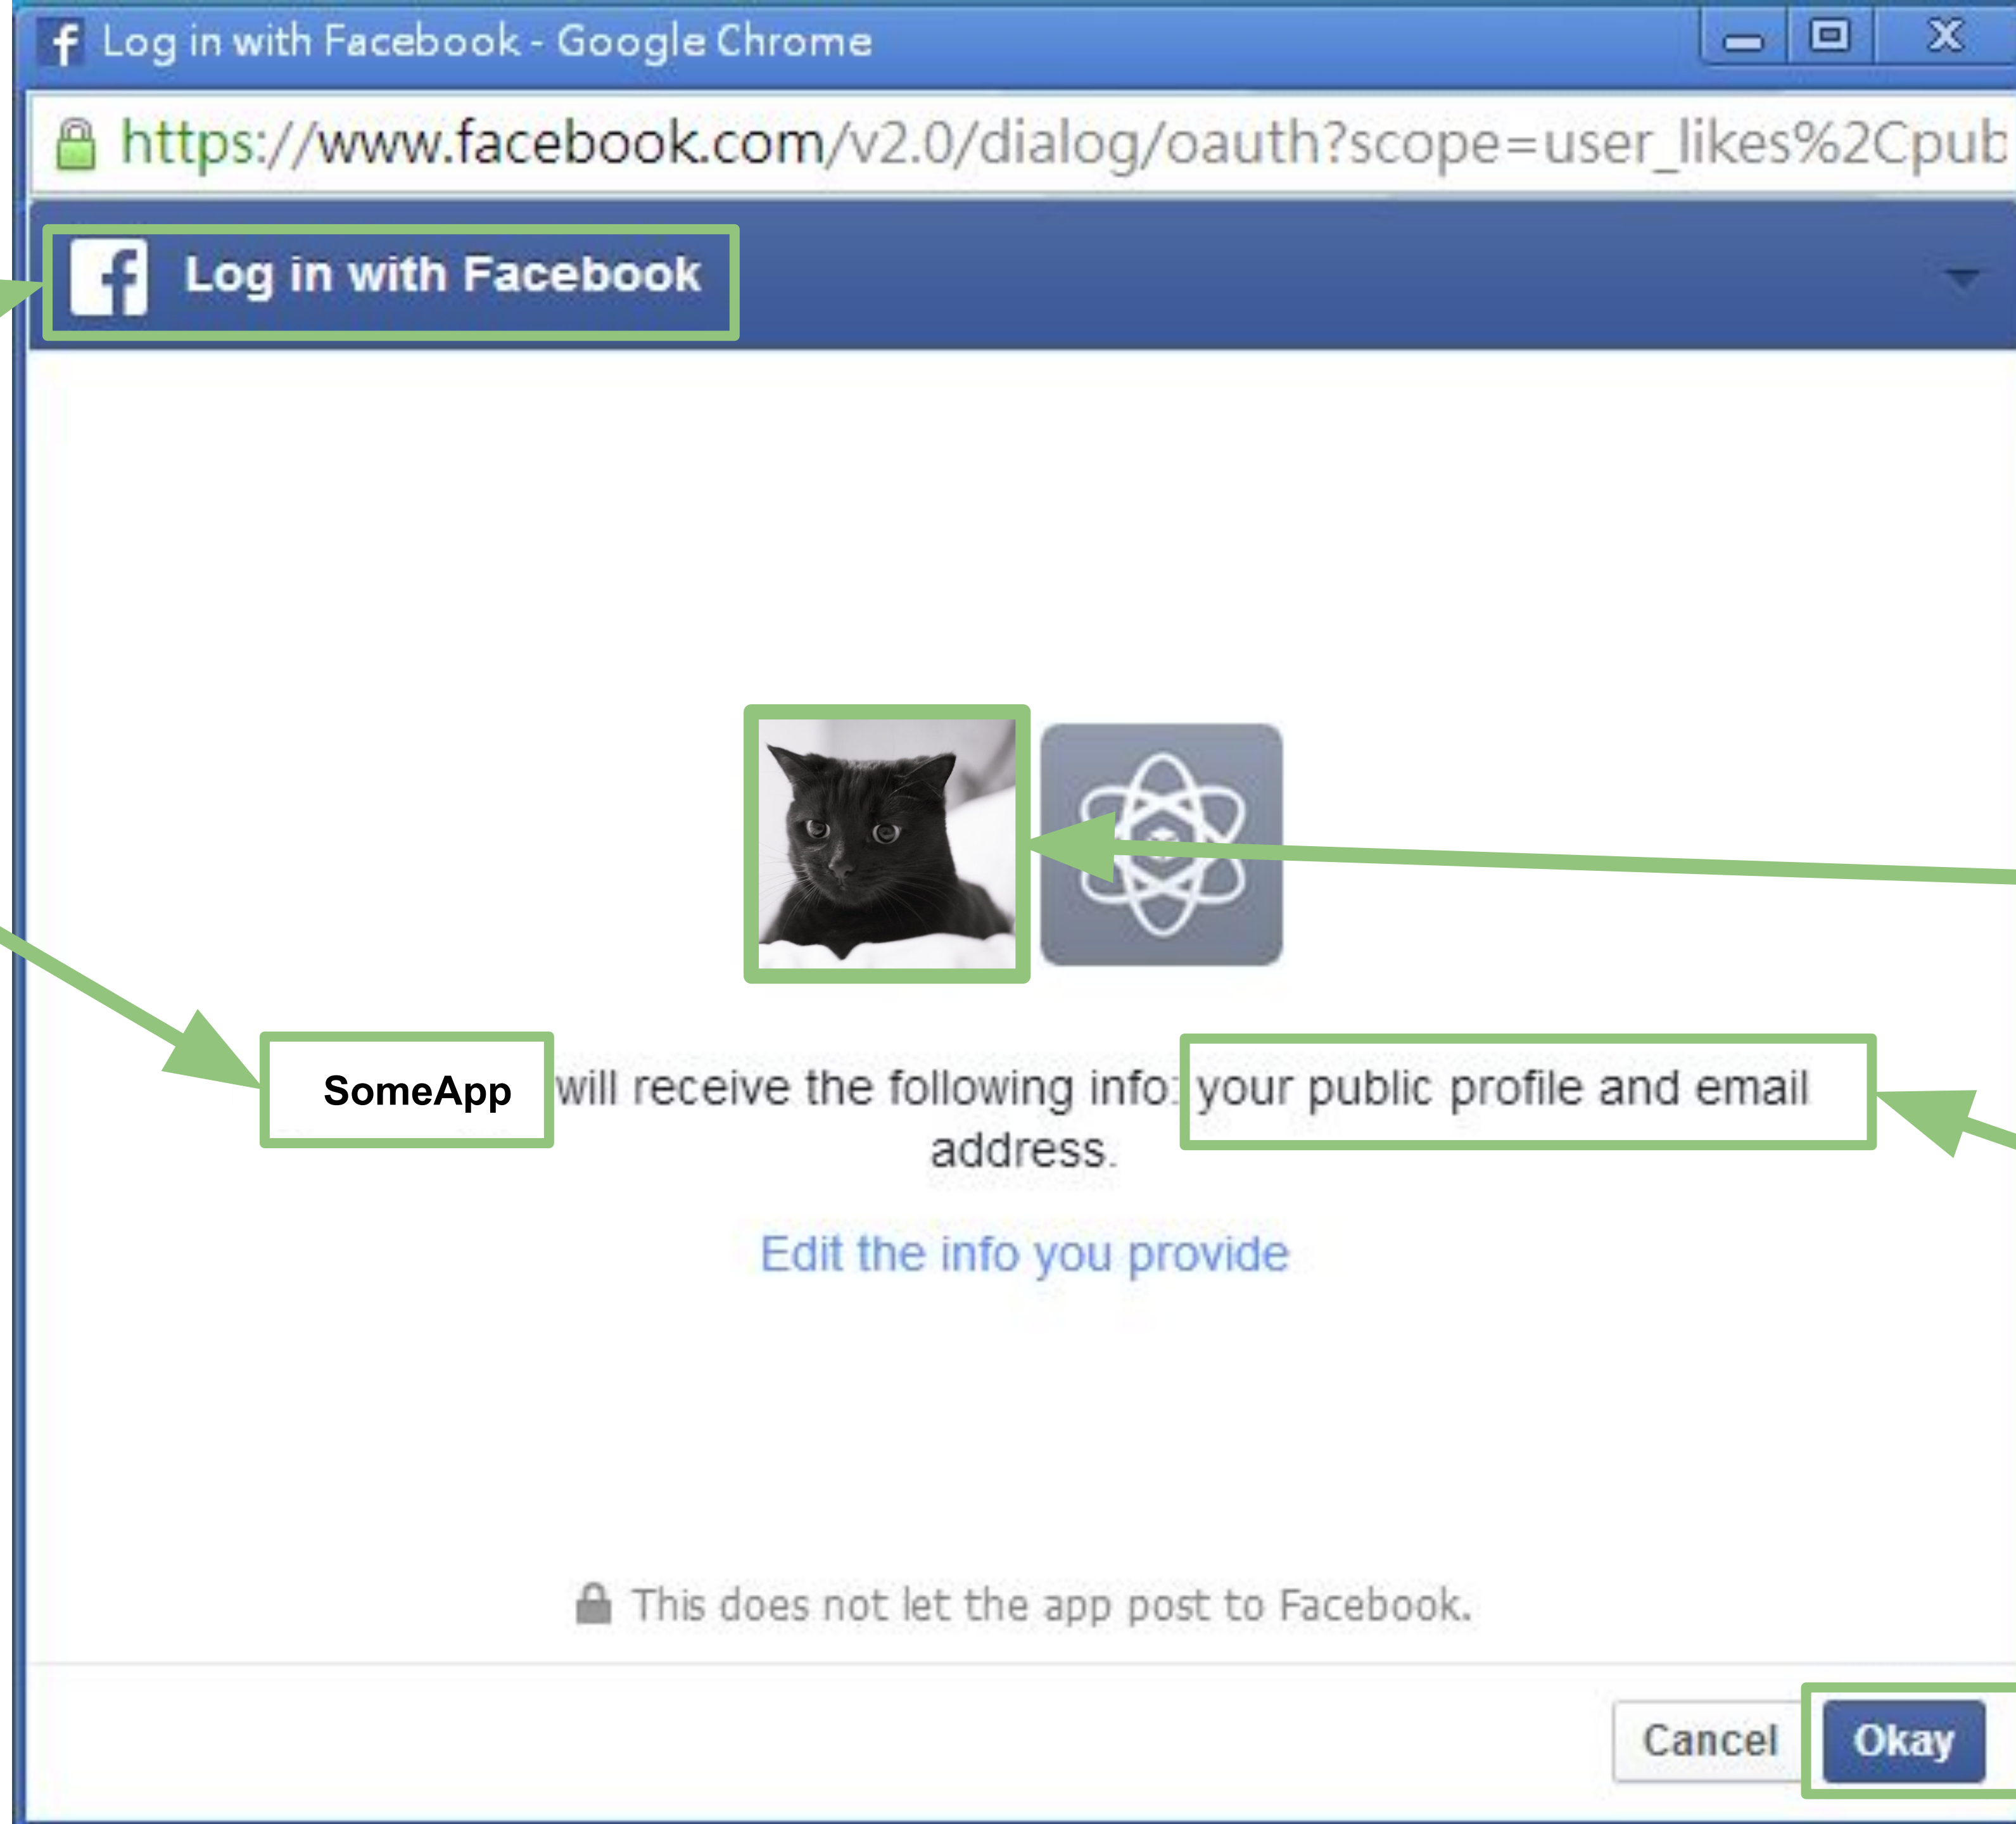 Log in with Facebook - Google Chrome
https://www.facebook.com/v2.0/dialog/oauth?scope=user_likes%2Cpub
Log in with Facebook
SomeApp will receive the following info: your public profile and email
address.
Edit the info you provide
This does not let the app post to Facebook.
Cancel Okay